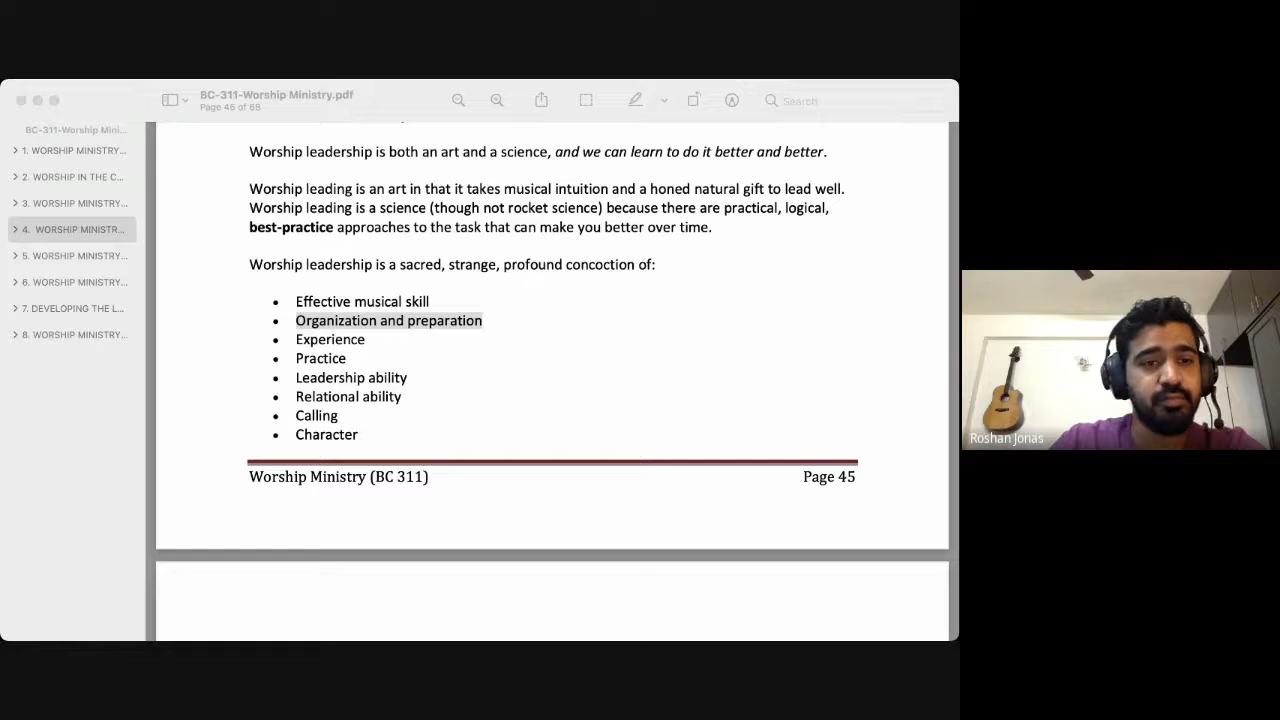 BC-311-Worship Ministry.pdf
Page 46 of 68
Search
BC-311-Worship Mini...
1. WORSHIP MINISTRY...
2. WORSHIP IN THE C...
3. WORSHIP MINISTRY...
4. WORSHIP MINISTR...
5. WORSHIP MINISTRY...
6. WORSHIP MINISTRY...
7. DEVELOPING THE L...
8. WORSHIP MINISTRY...
Worship leadership is both an art and a science, and we can learn to do it better and better.
Worship leading is an art in that it takes musical intuition and a honed natural gift to lead well.
Worship leading is a science (though not rocket science) because there are practical, logical,
best-practice approaches to the task that can make you better over time.
Worship leadership is a sacred, strange, profound concoction of:
• Effective musical skill
• Organization and preparation
• Experience
• Practice
• Leadership ability
• Relational ability
• Calling
• Character
Worship Ministry (BC 311) Page 45
Roshan Jonas